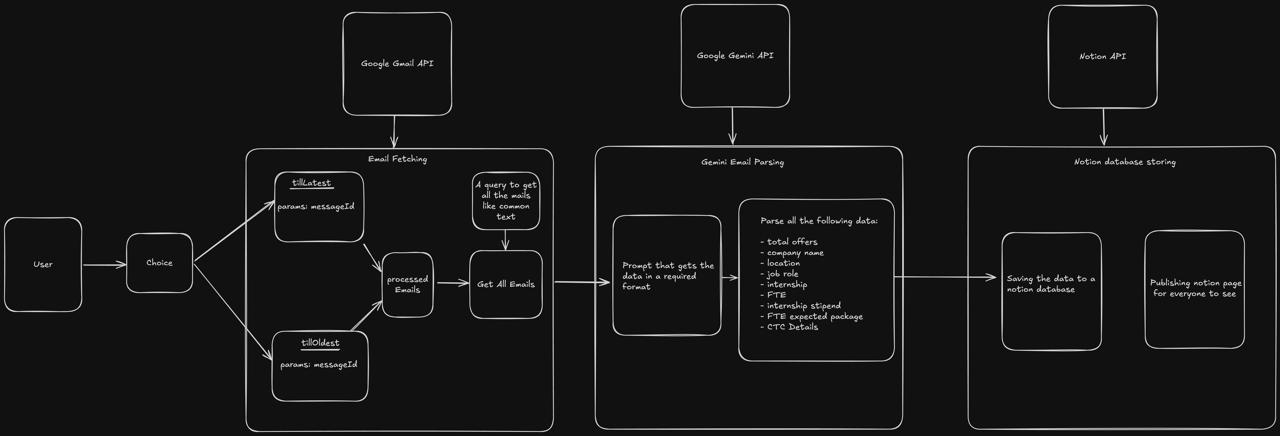 Google Gmail API
Google Gemini API
Notion API
Email Fetching
Gemini Email Parsing
Notion database storing
User
Choice
tillLatest
params: messageId
tillOldest
params: messageId
processed
Emails
A query to get
all the mails
like common
text
Get All Emails
Prompt that gets the
data in a required
format
Parse all the following data:
- total offers
- company name
- location
- job role
- internship
- FTE
- internship stipend
- FTE expected package
- CTC Details
Saving the data to a
notion database
Publishing notion page
for everyone to see